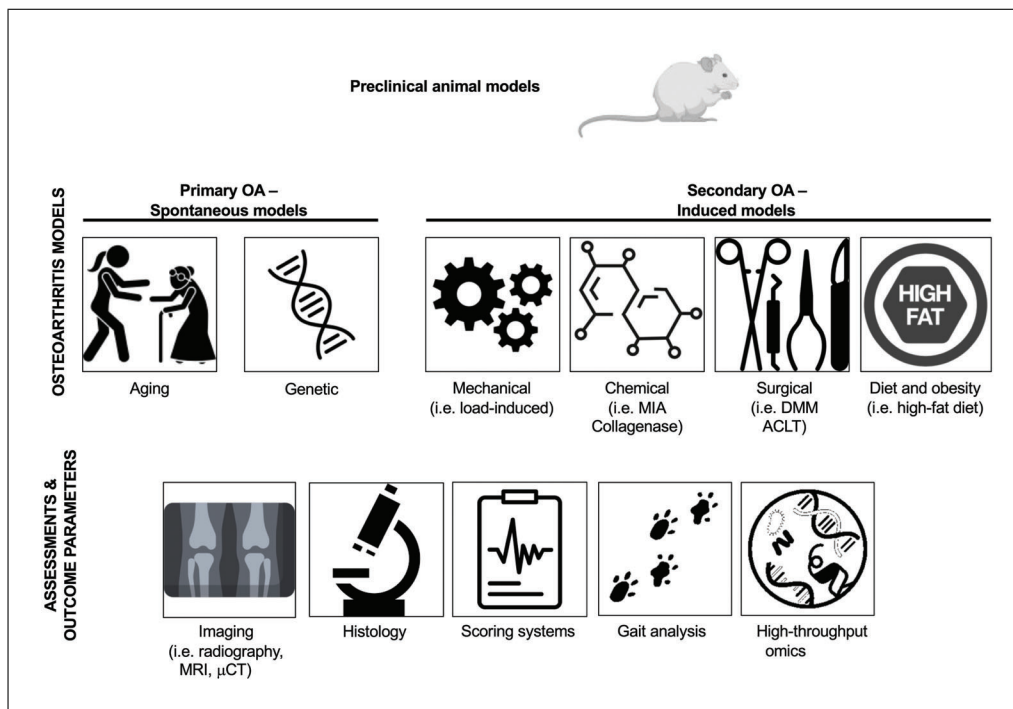 Preclinical animal models
OSTEOARTHRITIS MODELS
Primary OA –
Spontaneous models
Secondary OA –
Induced models
HIGH
FAT
Aging
Genetic
Mechanical
(i.e. load-induced)
Chemical
(i.e. MIA
Collagenase)
Surgical
(i.e. DMM
ACLT)
Diet and obesity
(i.e. high-fat diet)
ASSESSMENTS &
OUTCOME PARAMETERS
Imaging
(i.e. radiography,
MRI, μCT)
Histology
Scoring systems
Gait analysis
High-throughput
omics